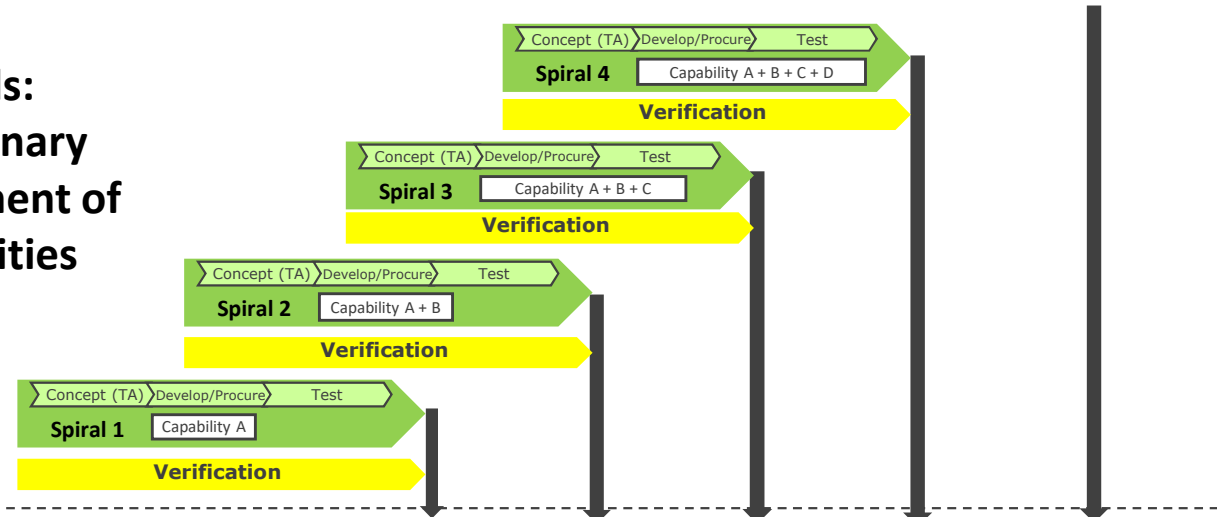 ls:
nary
nent of
ities
Concept (TA) Develop/Procure Test
Spiral 4 Capability A + B + C + D
Verification
Concept (TA) Develop/Procure Test
Spiral 3 Capability A + B + C
Verification
Concept (TA) Develop/Procure Test
Spiral 2 Capability A + B
Verification
Concept (TA) Develop/Procure Test
Spiral 1 Capability A
Verification